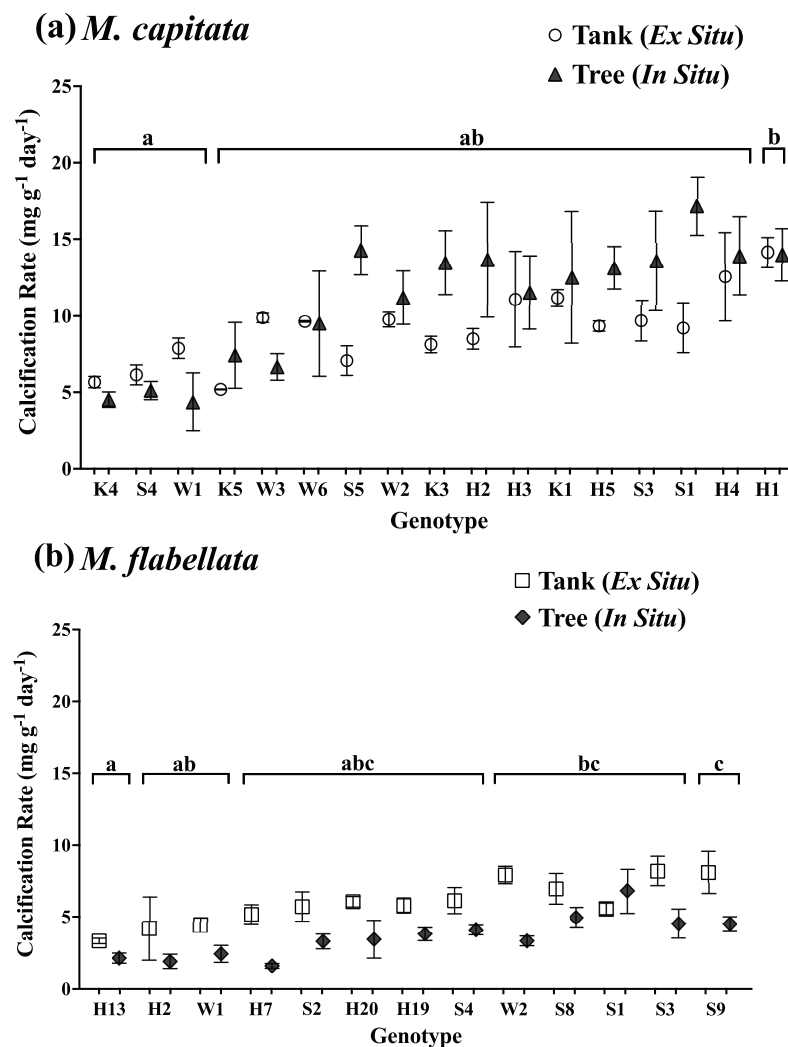 (a) M. capitata
Tank (Ex Situ)
Tree (In Situ)
Calcification Rate (mg g⁻¹ day⁻¹)
25
20
15
10
5
0
a
ab
b
K4 S4 W1 K5 W3 W6 S5 W2 K3 H2 H3 K1 H5 S3 S1 H4 H1
Genotype
(b) M. flabellata
Tank (Ex Situ)
Tree (In Situ)
Calcification Rate (mg g⁻¹ day⁻¹)
25
20
15
10
5
0
a
ab
abc
bc
c
H13 H2 W1 H7 S2 H20 H19 S4 W2 S8 S1 S3 S9
Genotype